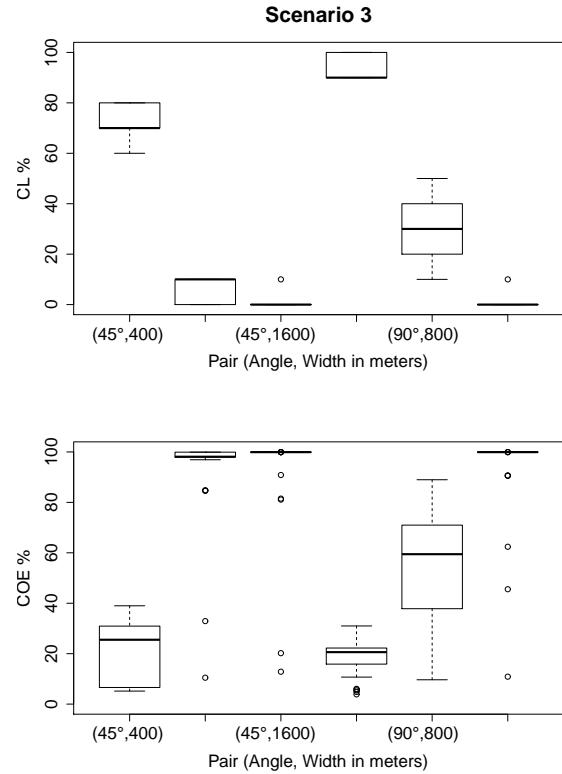 Scenario 3
100
80
60
40
20
0
CL %
(45°,400) (45°,1600) (90°,800)
Pair (Angle, Width in meters)
100
80
60
40
20
0
COE %
(45°,400) (45°,1600) (90°,800)
Pair (Angle, Width in meters)